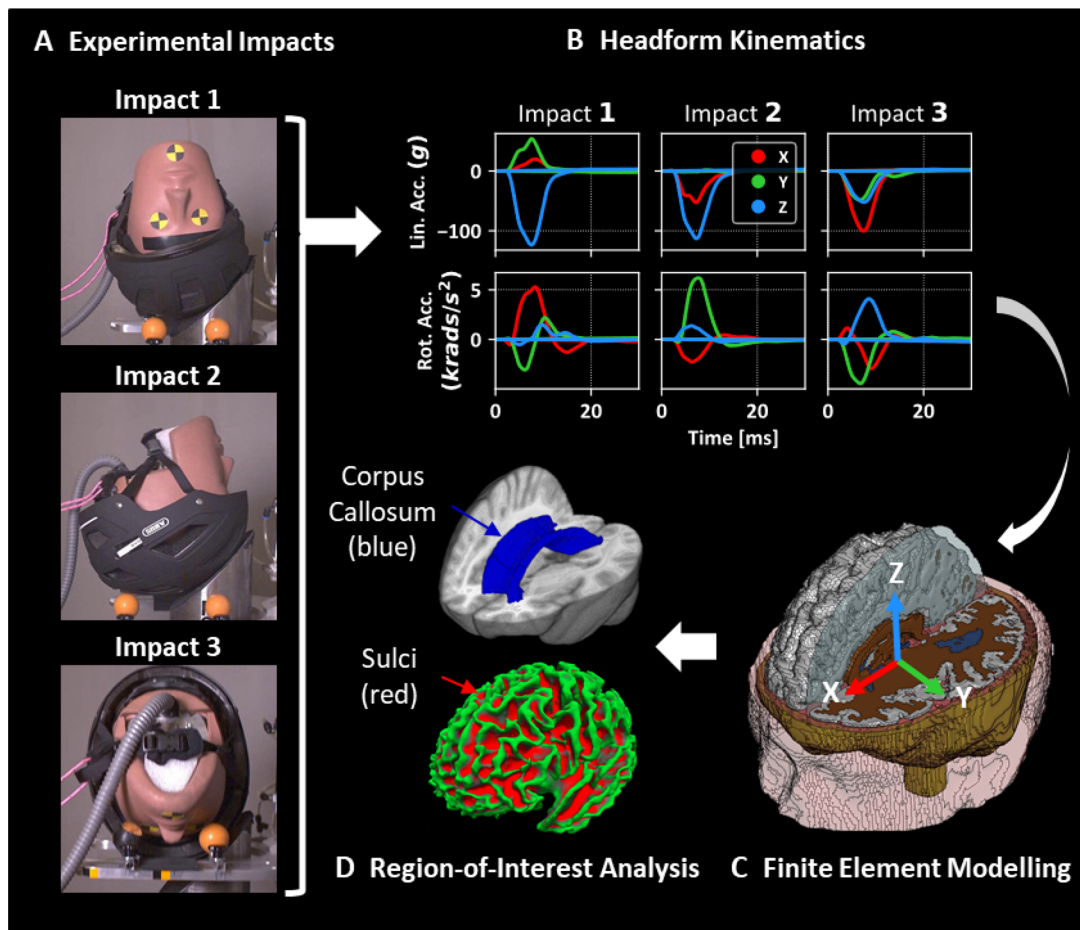 A Experimental Impacts
Impact 1
Impact 2
ABUS
Impact 3
B Headform Kinematics
Impact 1 Impact 2 Impact 3
Lin. Acc. (g)
0
−100
X
Y
Z
Rot. Acc.
(krads/s²)
5
0
0 20 0 20 0 20
Time [ms]
Corpus
Callosum
(blue)
Sulci
(red)
Z
X
Y
D Region-of-Interest Analysis
C Finite Element Modelling